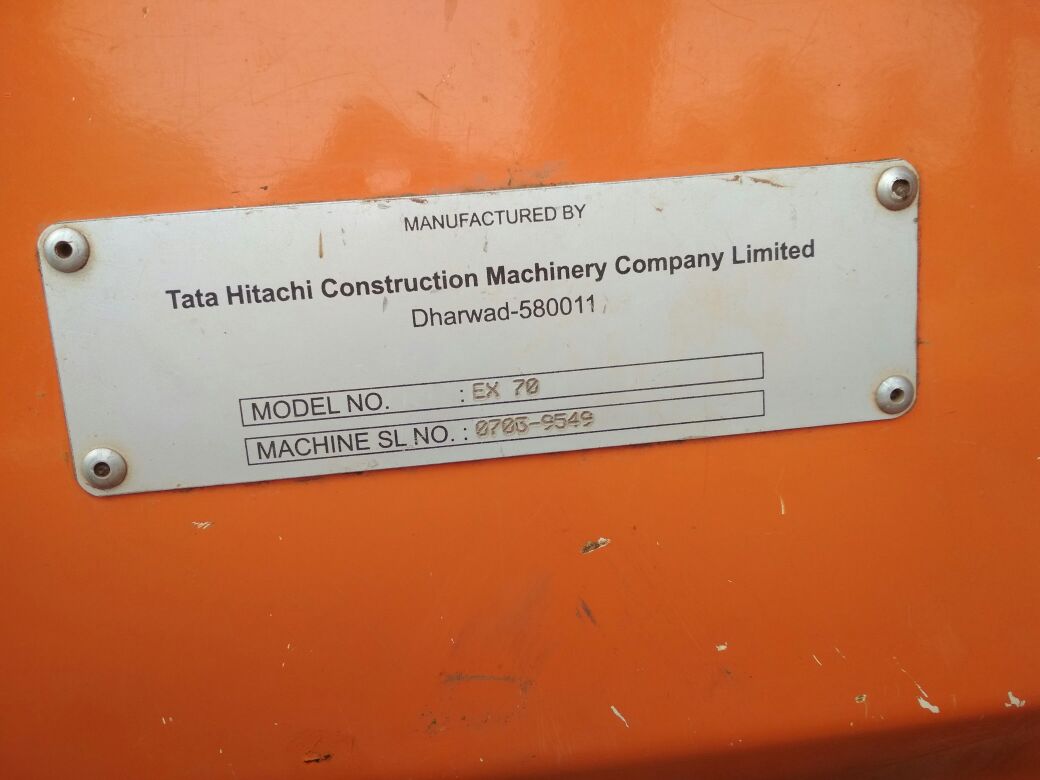 MANUFACTURED BY
Tata Hitachi Construction Machinery Company Limited
Dharwad-580011
MODEL NO. : EX 70
MACHINE SL NO. : 0703-9549